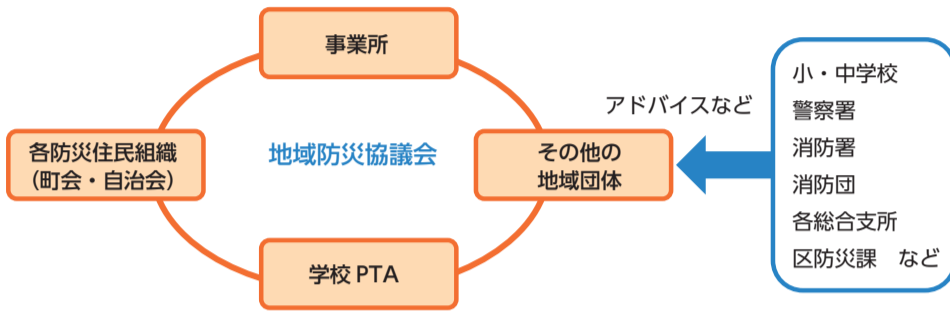 事業所
各防災住民組織
（町会・自治会）
地域防災協議会
その他の
地域団体
学校 PTA
アドバイスなど
小・中学校
警察署
消防署
消防団
各総合支所
区防災課　など